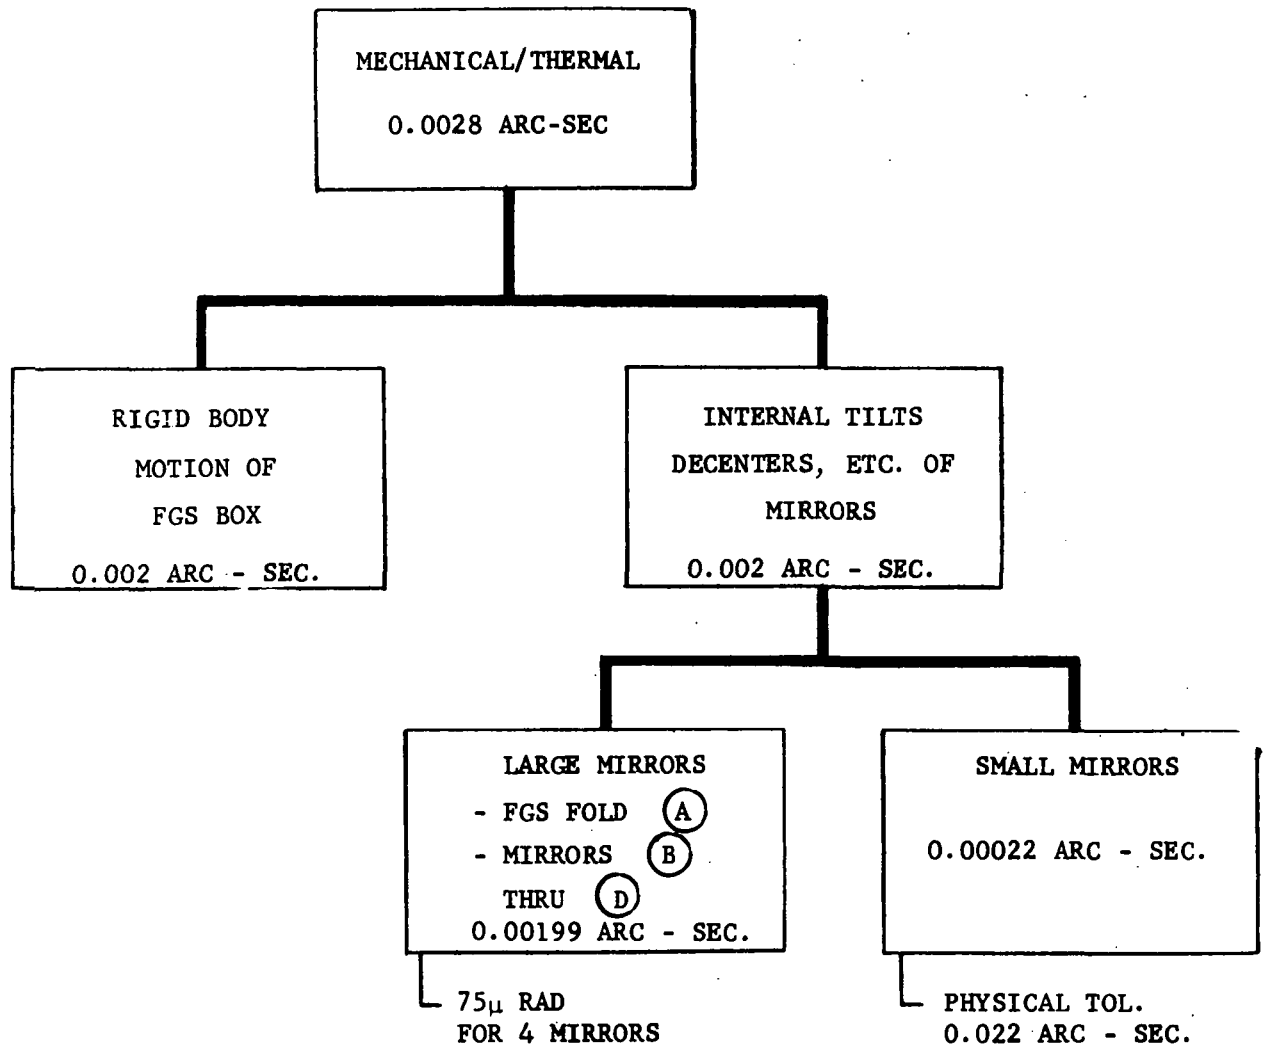 MECHANICAL/THERMAL
0.0028 ARC-SEC
RIGID BODY
MOTION OF
FGS BOX
0.002 ARC - SEC.
INTERNAL TILTS
DECENTERS, ETC. OF
MIRRORS
0.002 ARC - SEC.
LARGE MIRRORS
- FGS FOLD A
- MIRRORS B
THRU D
0.00199 ARC - SEC.
75μ RAD
FOR 4 MIRRORS
SMALL MIRRORS
0.00022 ARC - SEC.
PHYSICAL TOL.
0.022 ARC - SEC.